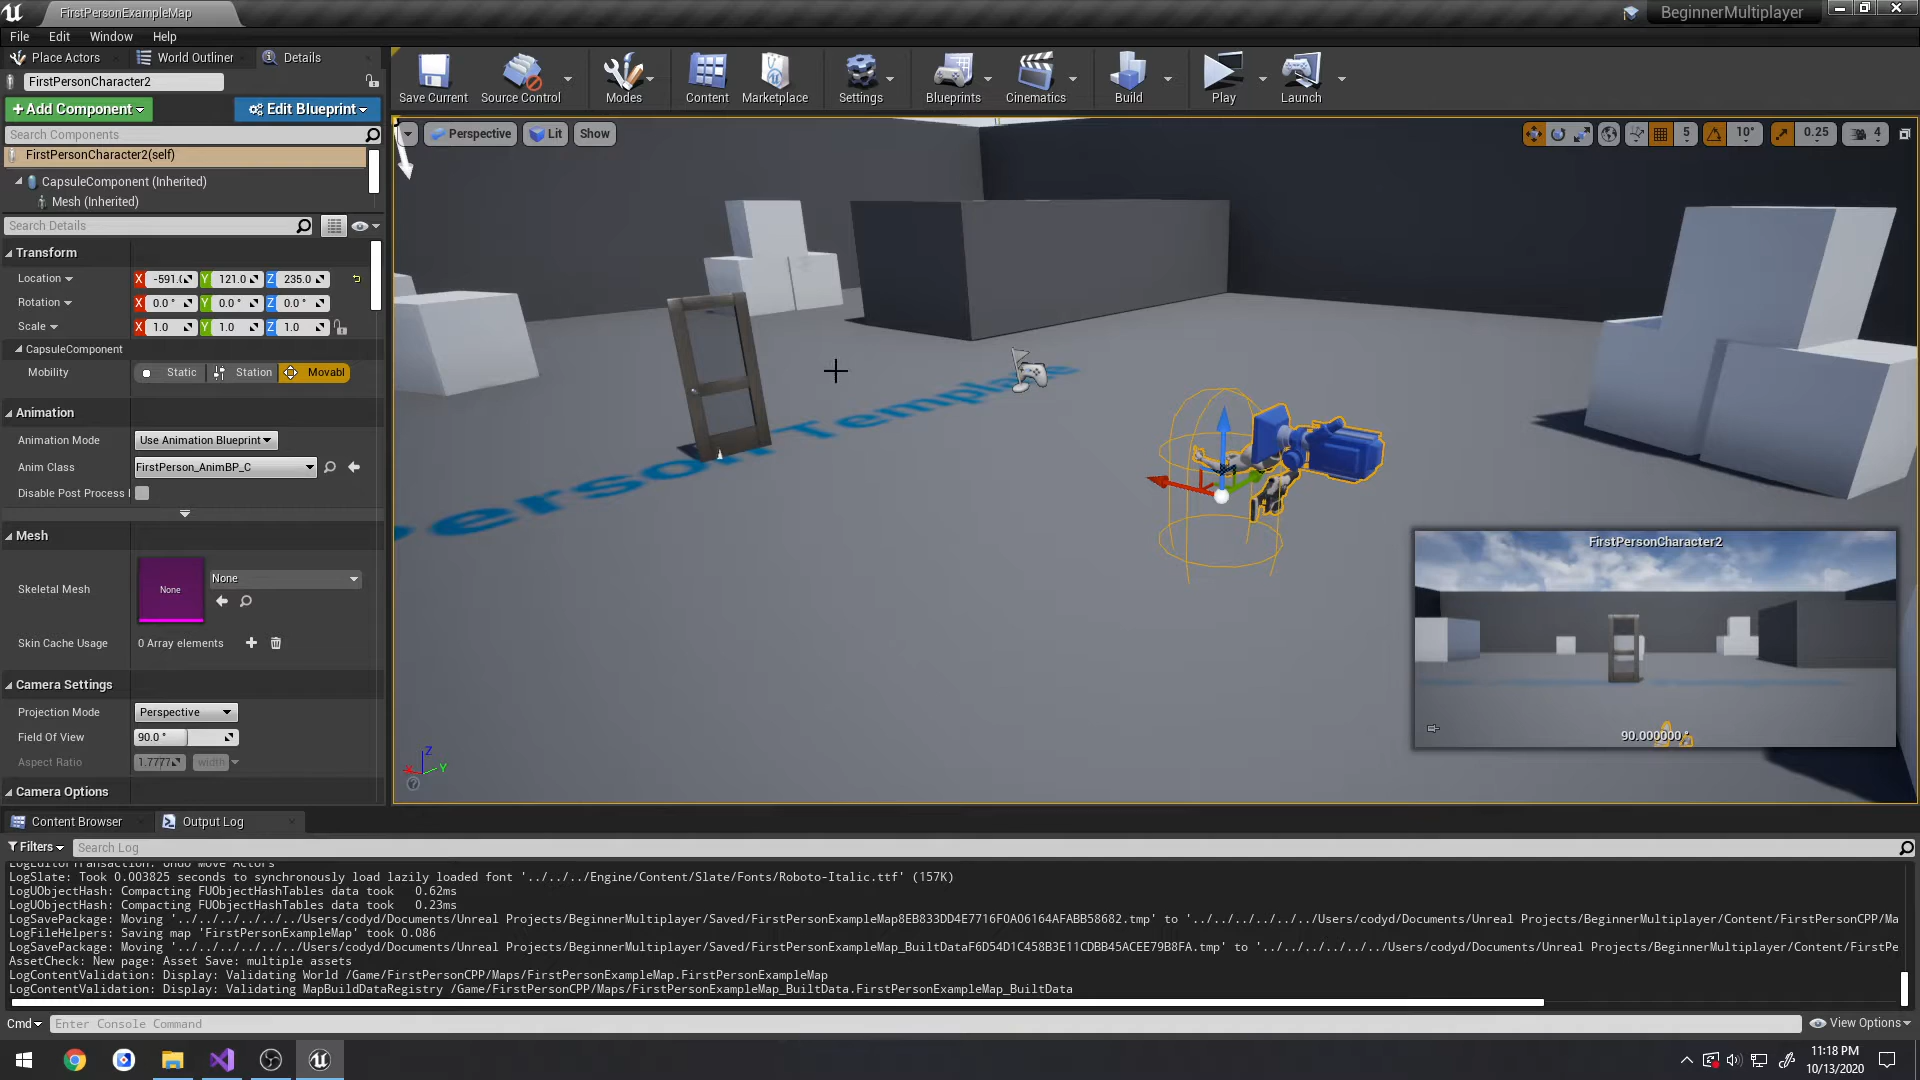 FirstPersonExampleMap
BeginnerMultiplayer
File Edit Window Help
Place Actors World Outliner Details
FirstPersonCharacter2
+Add Component Edit Blueprint
Search Components
FirstPersonCharacter2(self)
CapsuleComponent (Inherited)
Mesh (Inherited)
Search Details
Transform
Location X -591.( Y 121.0 Z 235.0
Rotation X 0.0 ° Y 0.0 ° Z 0.0 °
Scale X 1.0 Y 1.0 Z 1.0
CapsuleComponent
Mobility Static Station Movabl
Animation
Animation Mode Use Animation Blueprint
Anim Class FirstPerson_AnimBP_C
Disable Post Process
Mesh
Skeletal Mesh None None
Skin Cache Usage 0 Array elements
Camera Settings
Projection Mode Perspective
Field Of View 90.0 °
Aspect Ratio 1.7777 width
Camera Options
Save Current Source Control Modes Content Marketplace Settings Blueprints Cinematics Build Play Launch
Perspective Lit Show
5 10° 0.25 4
erson Template
FirstPersonCharacter2
90.000000 °
Z
X Y
Content Browser Output Log
Filters Search Log
LogEditorTransaction: Undo Move Actors
LogSlate: Took 0.003825 seconds to synchronously load lazily loaded font '../../../Engine/Content/Slate/Fonts/Roboto-Italic.ttf' (157K)
LogUObjectHash: Compacting FUObjectHashTables data took 0.62ms
LogUObjectHash: Compacting FUObjectHashTables data took 0.23ms
LogSavePackage: Moving '../../../../../../Users/codyd/Documents/Unreal Projects/BeginnerMultiplayer/Saved/FirstPersonExampleMap8EB833DD4E7716F0A06164AFABB58682.tmp' to '../../../../../../Users/codyd/Documents/Unreal Projects/BeginnerMultiplayer/Content/FirstPersonCPP/Ma
LogFileHelpers: Saving map 'FirstPersonExampleMap' took 0.086
LogSavePackage: Moving '../../../../../../Users/codyd/Documents/Unreal Projects/BeginnerMultiplayer/Saved/FirstPersonExampleMap_BuiltDataF6D54D1C458B3E11CDBB45ACEE79B8FA.tmp' to '../../../../../../Users/codyd/Documents/Unreal Projects/BeginnerMultiplayer/Content/FirstPe
AssetCheck: New page: Asset Save: multiple assets
LogContentValidation: Display: Validating World /Game/FirstPersonCPP/Maps/FirstPersonExampleMap.FirstPersonExampleMap
LogContentValidation: Display: Validating MapBuildDataRegistry /Game/FirstPersonCPP/Maps/FirstPersonExampleMap_BuiltData.FirstPersonExampleMap_BuiltData
Cmd Enter Console Command View Options
11:18 PM
10/13/2020